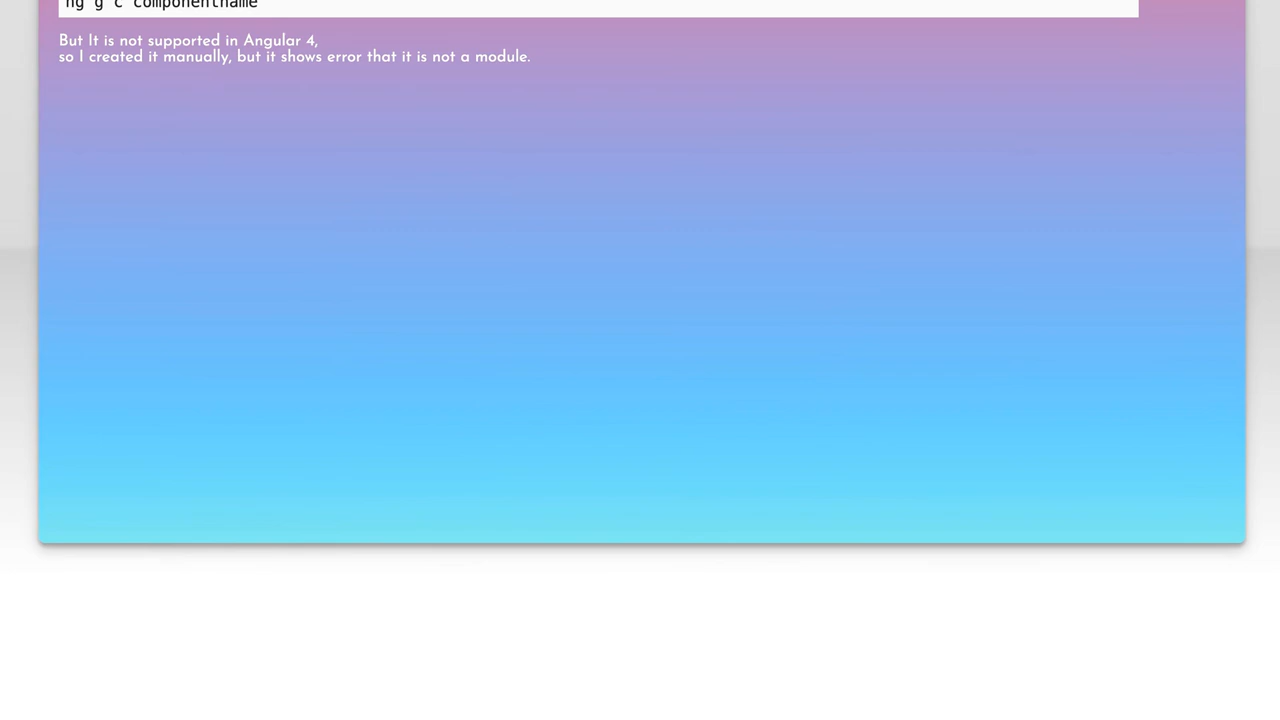 ng g c componentname
But It is not supported in Angular 4,
so I created it manually, but it shows error that it is not a module.